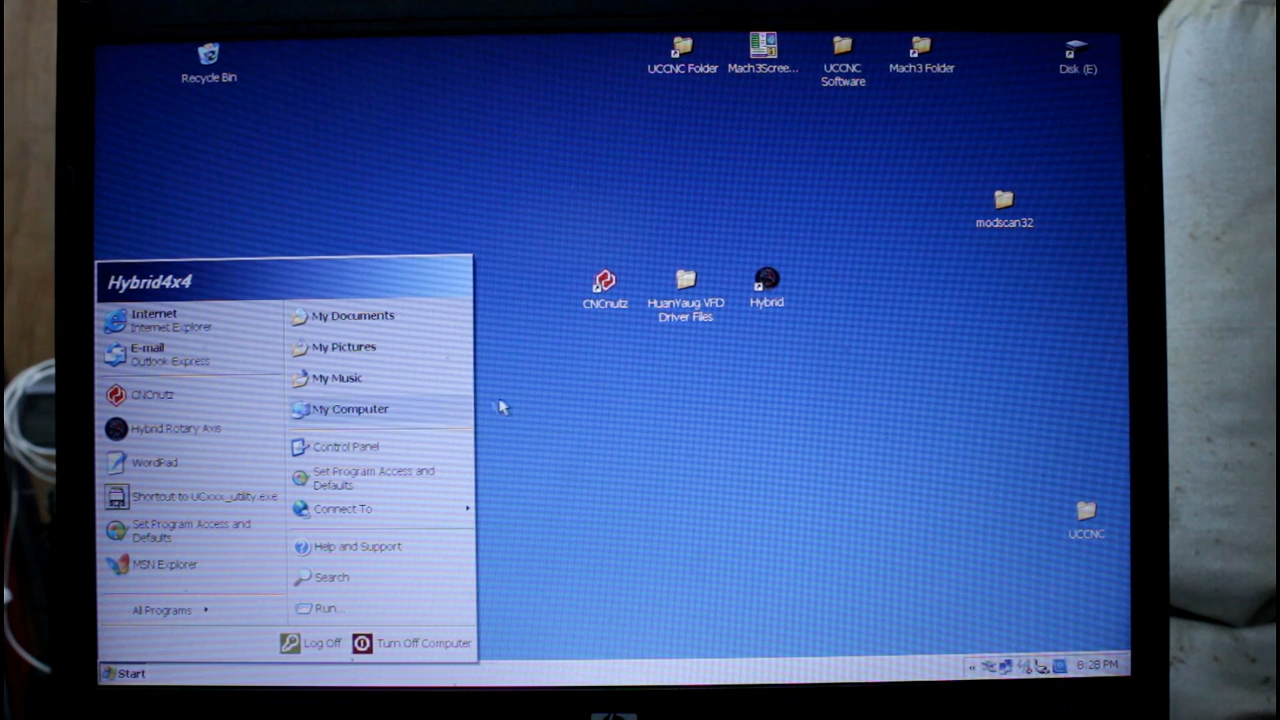 Recycle Bin
UCCNC Folder
Mach3Scree...
UCCNC
Software
Mach3 Folder
Disk (E)
modscan32
CNCnutz
HuanYaug VFD
Driver Files
Hybrid
UCCNC
Hybrid4x4
Internet
Internet Explorer
E-mail
Outlook Express
CNCnutz
Hybrid Rotary Axis
WordPad
Shortcut to UCxxx_utility.exe
Set Program Access and
Defaults
MSN Explorer
All Programs
My Documents
My Pictures
My Music
My Computer
Control Panel
Set Program Access and
Defaults
Connect To
Help and Support
Search
Run...
Log Off
Turn Off Computer
Start
8:28 PM